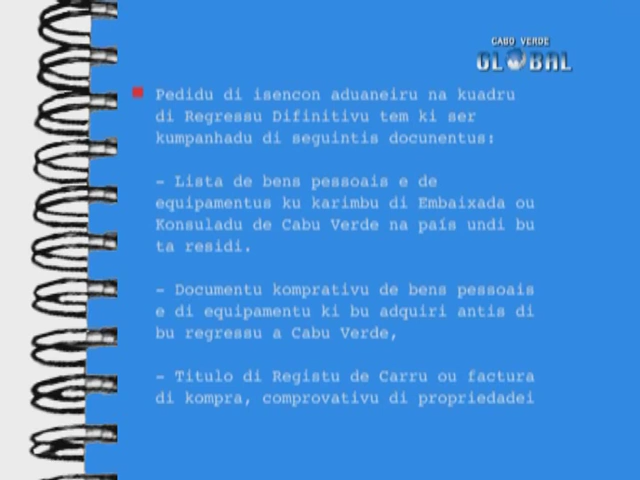 CABO VERDE
GLOBAL
Pedidu di isencon aduaneiru na kuadru
di Regressu Difinitivu tem ki ser
kumpanhadu di seguintis documentus:
- Lista de bens pessoais e de
equipamentus ku karimbu di Embaixada ou
Konsuladu de Cabu Verde na país undi bu
ta residi.
- Documentu komprativu de bens pessoais
e di equipamentu ki bu adquiri antis di
bu regressu a Cabu Verde,
- Titulo di Registu de Carru ou factura
di kompra, comprovativu di propriedadei